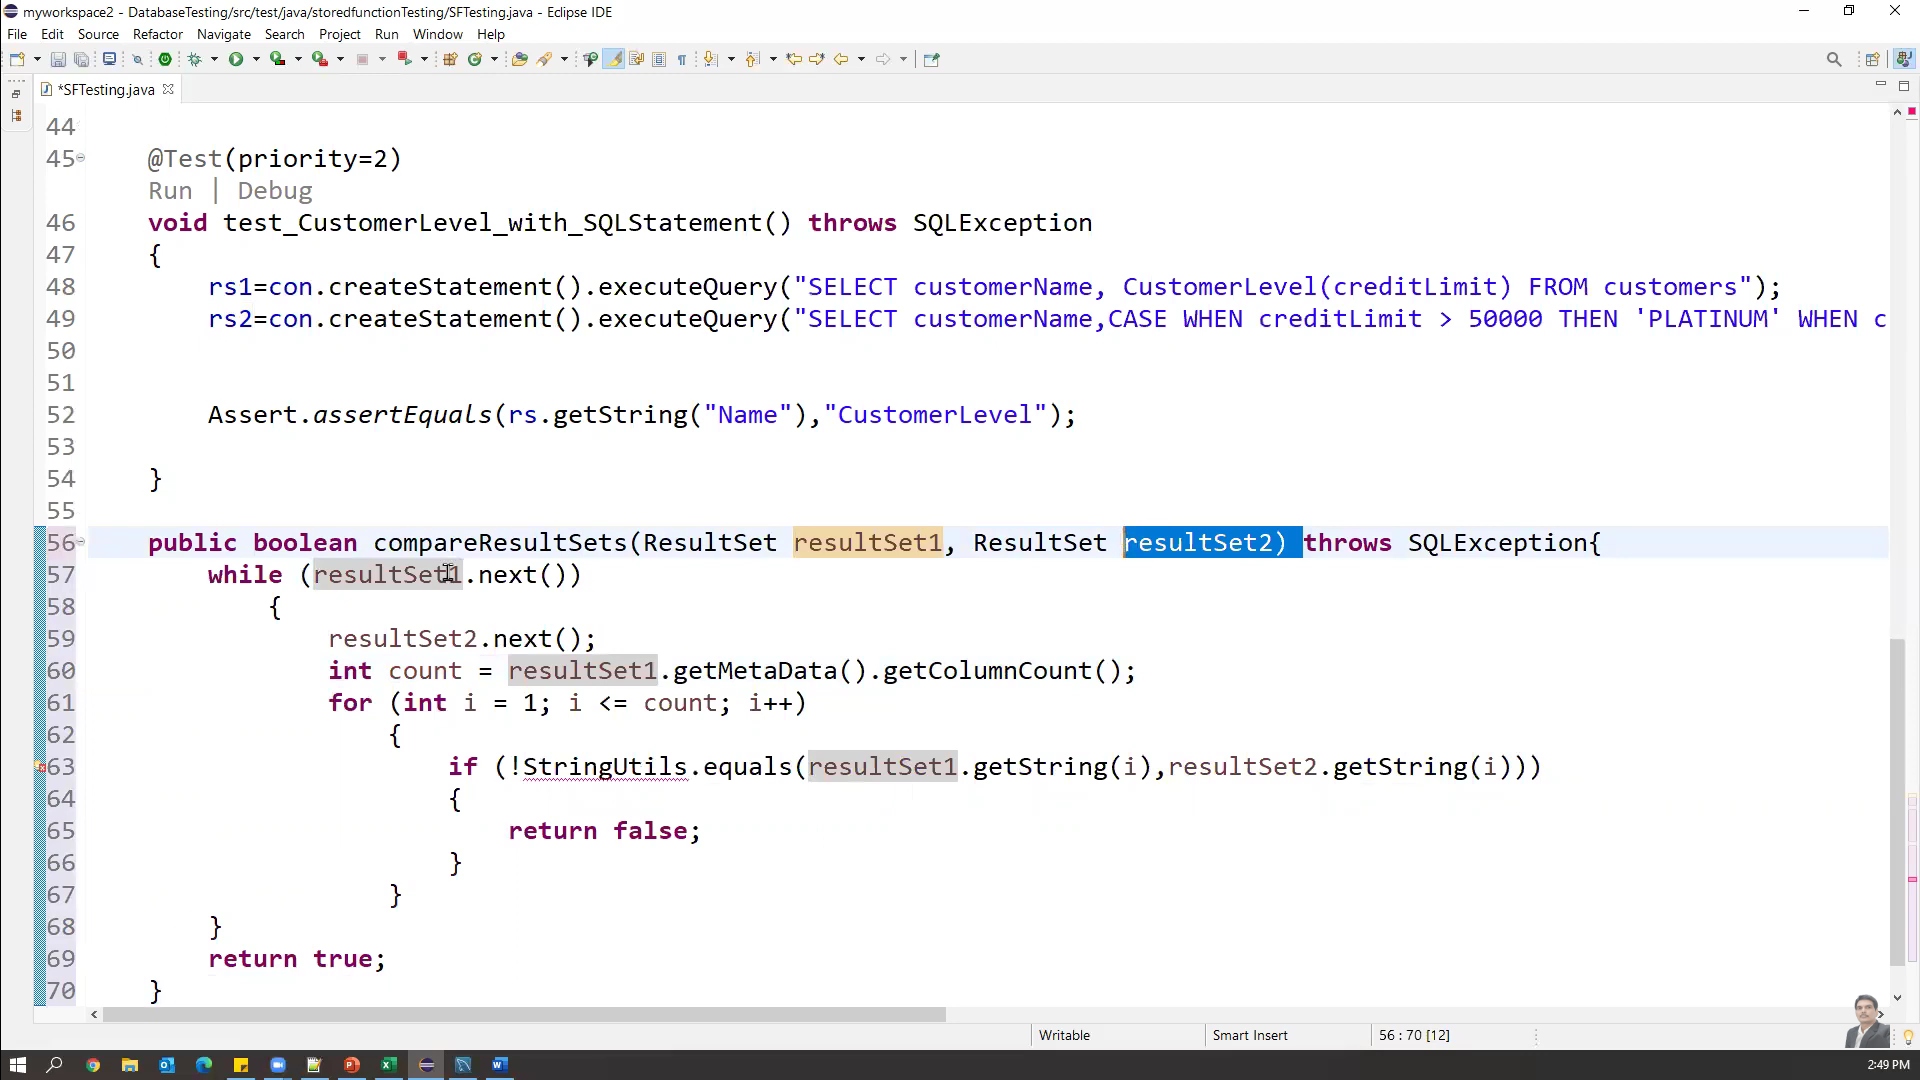 myworkspace2 - DatabaseTesting/src/test/java/storedfunctionTesting/SFTesting.java - Eclipse IDE
File Edit Source Refactor Navigate Search Project Run Window Help
*SFTesting.java
44
45 @Test(priority=2)
Run | Debug
46 void test_CustomerLevel_with_SQLStatement() throws SQLException
47 {
48 rs1=con.createStatement().executeQuery("SELECT customerName, CustomerLevel(creditLimit) FROM customers");
49 rs2=con.createStatement().executeQuery("SELECT customerName,CASE WHEN creditLimit > 50000 THEN 'PLATINUM' WHEN c
50
51
52 Assert.assertEquals(rs.getString("Name"),"CustomerLevel");
53
54 }
55
56 public boolean compareResultSets(ResultSet resultSet1, ResultSet resultSet2) throws SQLException{
57 while (resultSet1.next())
58 {
59 resultSet2.next();
60 int count = resultSet1.getMetaData().getColumnCount();
61 for (int i = 1; i <= count; i++)
62 {
63 if (!StringUtils.equals(resultSet1.getString(i),resultSet2.getString(i)))
64 {
65 return false;
66 }
67 }
68 }
69 return true;
70 }
Writable Smart Insert 56 : 70 [12]
2:49 PM